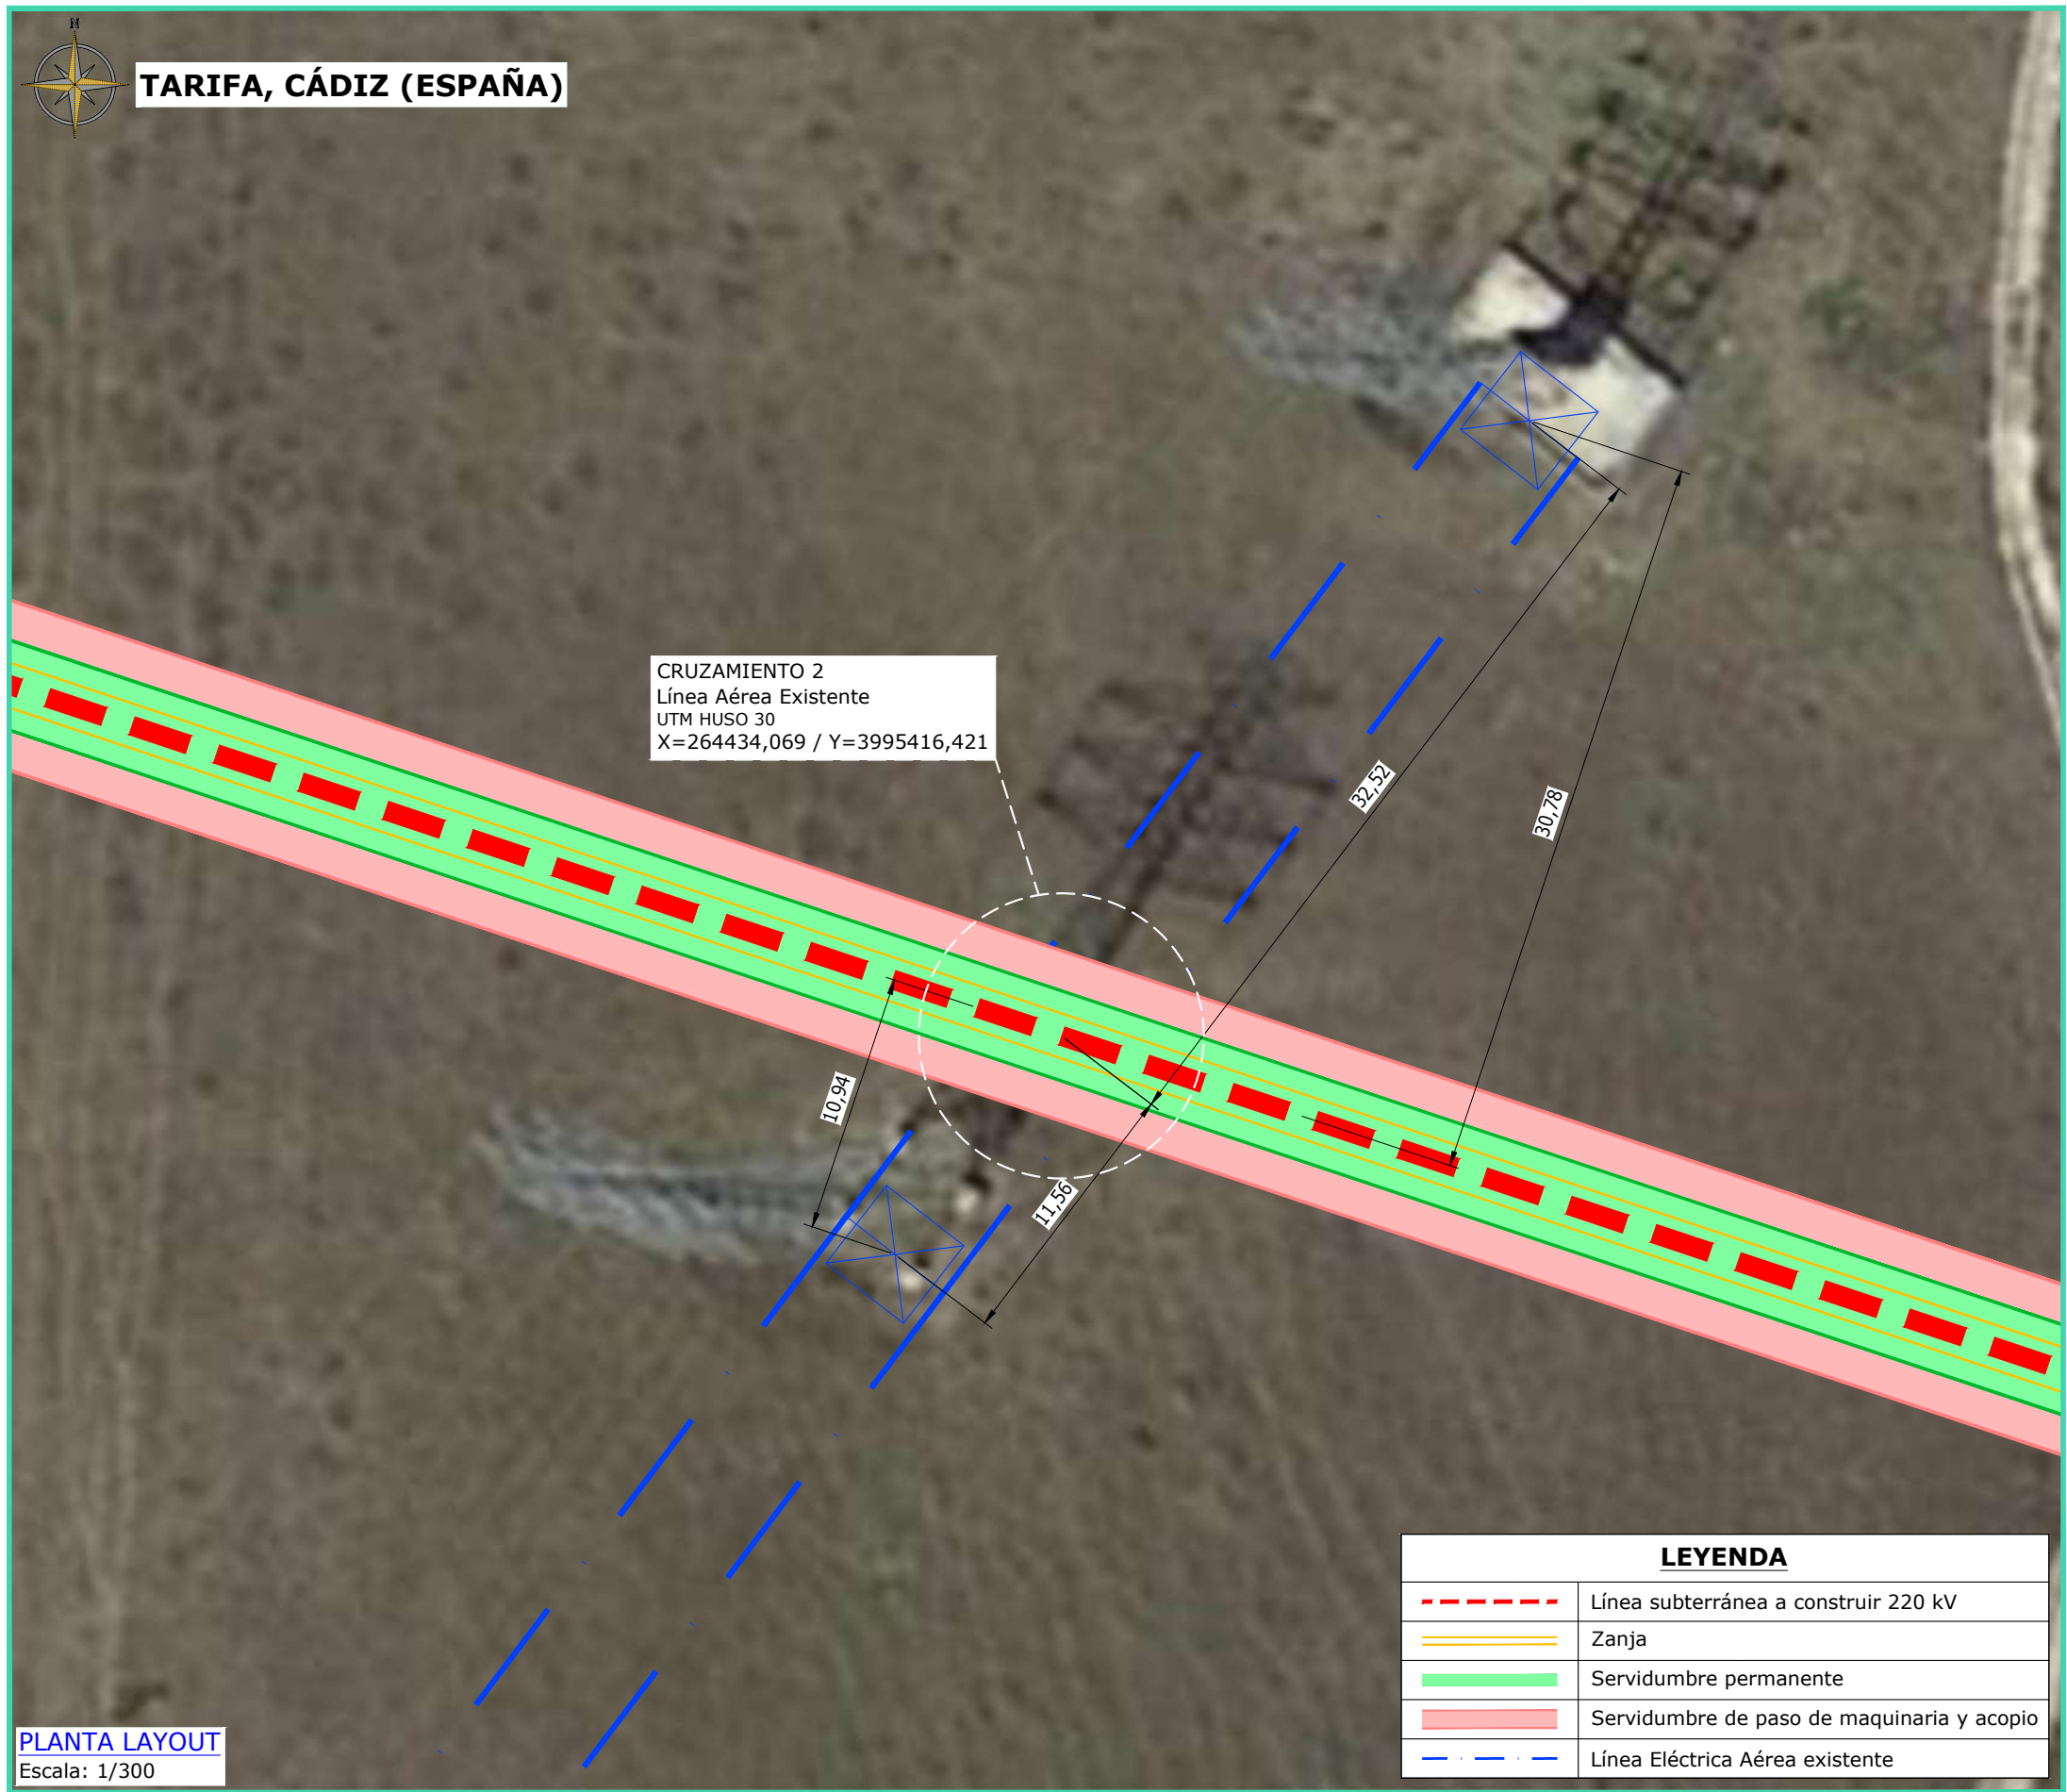 N
TARIFA, CÁDIZ (ESPAÑA)
CRUZAMIENTO 2
Línea Aérea Existente
UTM HUSO 30
X=264434,069 / Y=3995416,421
32,52
30,78
10,94
11,56
LEYENDA
Línea subterránea a construir 220 kV
Zanja
Servidumbre permanente
Servidumbre de paso de maquinaria y acopio
Línea Eléctrica Aérea existente
PLANTA LAYOUT
Escala: 1/300